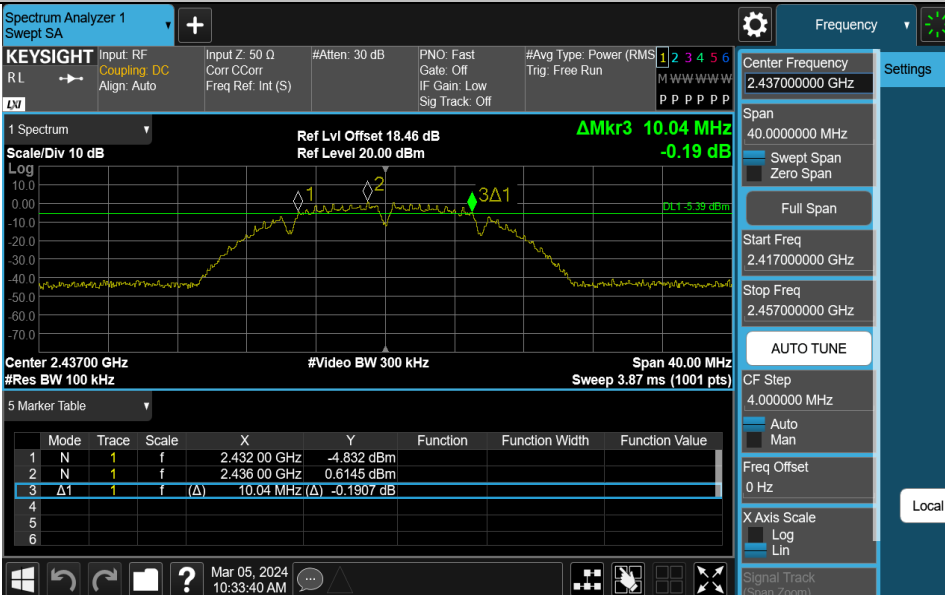 Spectrum Analyzer 1
Swept SA
+
Frequency
KEYSIGHT
RL
LXI
Input: RF
Coupling: DC
Align: Auto
Input Z: 50 Ω
Corr CCorr
Freq Ref: Int (S)
#Atten: 30 dB
PNO: Fast
Gate: Off
IF Gain: Low
Sig Track: Off
#Avg Type: Power (RMS
Trig: Free Run
1 2 3 4 5 6
M W W W W W
P P P P P P
1 Spectrum
Scale/Div 10 dB
Ref Lvl Offset 18.46 dB
Ref Level 20.00 dBm
ΔMkr3 10.04 MHz
-0.19 dB
Log
10.0
0.00
-10.0
-20.0
-30.0
-40.0
-50.0
-60.0
-70.0
1
2
3Δ1
DL1 -5.39 dBm
Center 2.43700 GHz
#Video BW 300 kHz
Span 40.00 MHz
#Res BW 100 kHz
Sweep 3.87 ms (1001 pts)
5 Marker Table
Mode Trace Scale X Y Function Function Width Function Value
1 N 1 f 2.432 00 GHz -4.832 dBm
2 N 1 f 2.436 00 GHz 0.6145 dBm
3 Δ1 1 f (Δ) 10.04 MHz (Δ) -0.1907 dB
4
5
6
?
Mar 05, 2024
10:33:40 AM
Center Frequency
2.437000000 GHz
Span
40.0000000 MHz
Swept Span
Zero Span
Full Span
Start Freq
2.417000000 GHz
Stop Freq
2.457000000 GHz
AUTO TUNE
CF Step
4.000000 MHz
Auto
Man
Freq Offset
0 Hz
X Axis Scale
Log
Lin
Signal Track
(Span Zoom)
Settings
Local